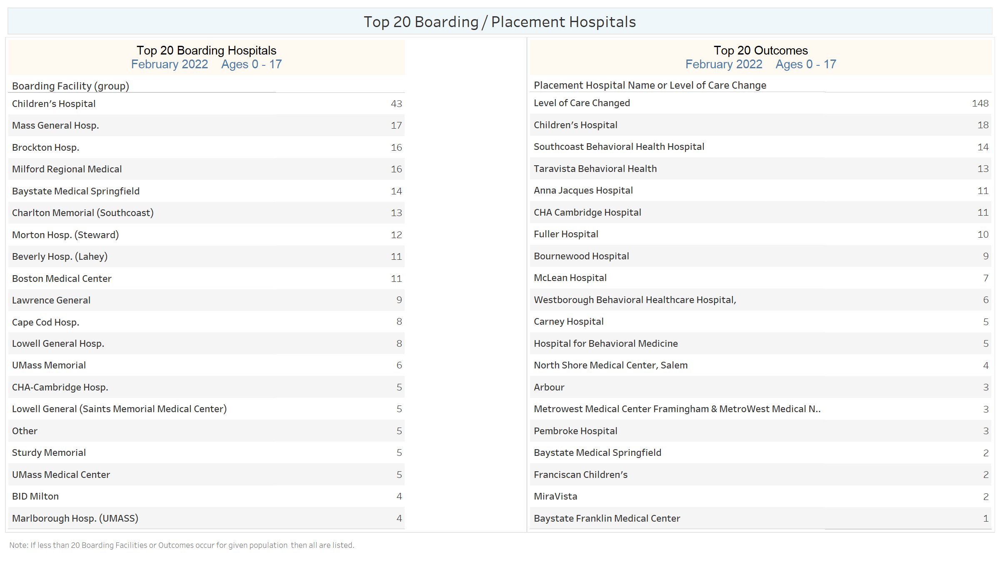 Top 20 Boarding / Placement Hospitals
Top 20 Boarding Hospitals
February 2022 Ages 0 - 17
Boarding Facility (group)
Children's Hospital 43
Mass General Hosp. 17
Brockton Hosp. 16
Milford Regional Medical 16
Baystate Medical Springfield 14
Charlton Memorial (Southcoast) 13
Morton Hosp. (Steward) 12
Beverly Hosp. (Lahey) 11
Boston Medical Center 11
Lawrence General 9
Cape Cod Hosp. 8
Lowell General Hosp. 8
UMass Memorial 6
CHA-Cambridge Hosp. 5
Lowell General (Saints Memorial Medical Center) 5
Other 5
Sturdy Memorial 5
UMass Medical Center 5
BID Milton 4
Marlborough Hosp. (UMASS) 4
Top 20 Outcomes
February 2022 Ages 0 - 17
Placement Hospital Name or Level of Care Change
Level of Care Changed 148
Children's Hospital 18
Southcoast Behavioral Health Hospital 14
Taravista Behavioral Health 13
Anna Jacques Hospital 11
CHA Cambridge Hospital 11
Fuller Hospital 10
Bournewood Hospital 9
McLean Hospital 7
Westborough Behavioral Healthcare Hospital, 6
Carney Hospital 5
Hospital for Behavioral Medicine 5
North Shore Medical Center, Salem 4
Arbour 3
Metrowest Medical Center Framingham & MetroWest Medical N.. 3
Pembroke Hospital 3
Baystate Medical Springfield 2
Franciscan Children's 2
MiraVista 2
Baystate Franklin Medical Center 1
Note: If less than 20 Boarding Facilities or Outcomes occur for given population then all are listed.